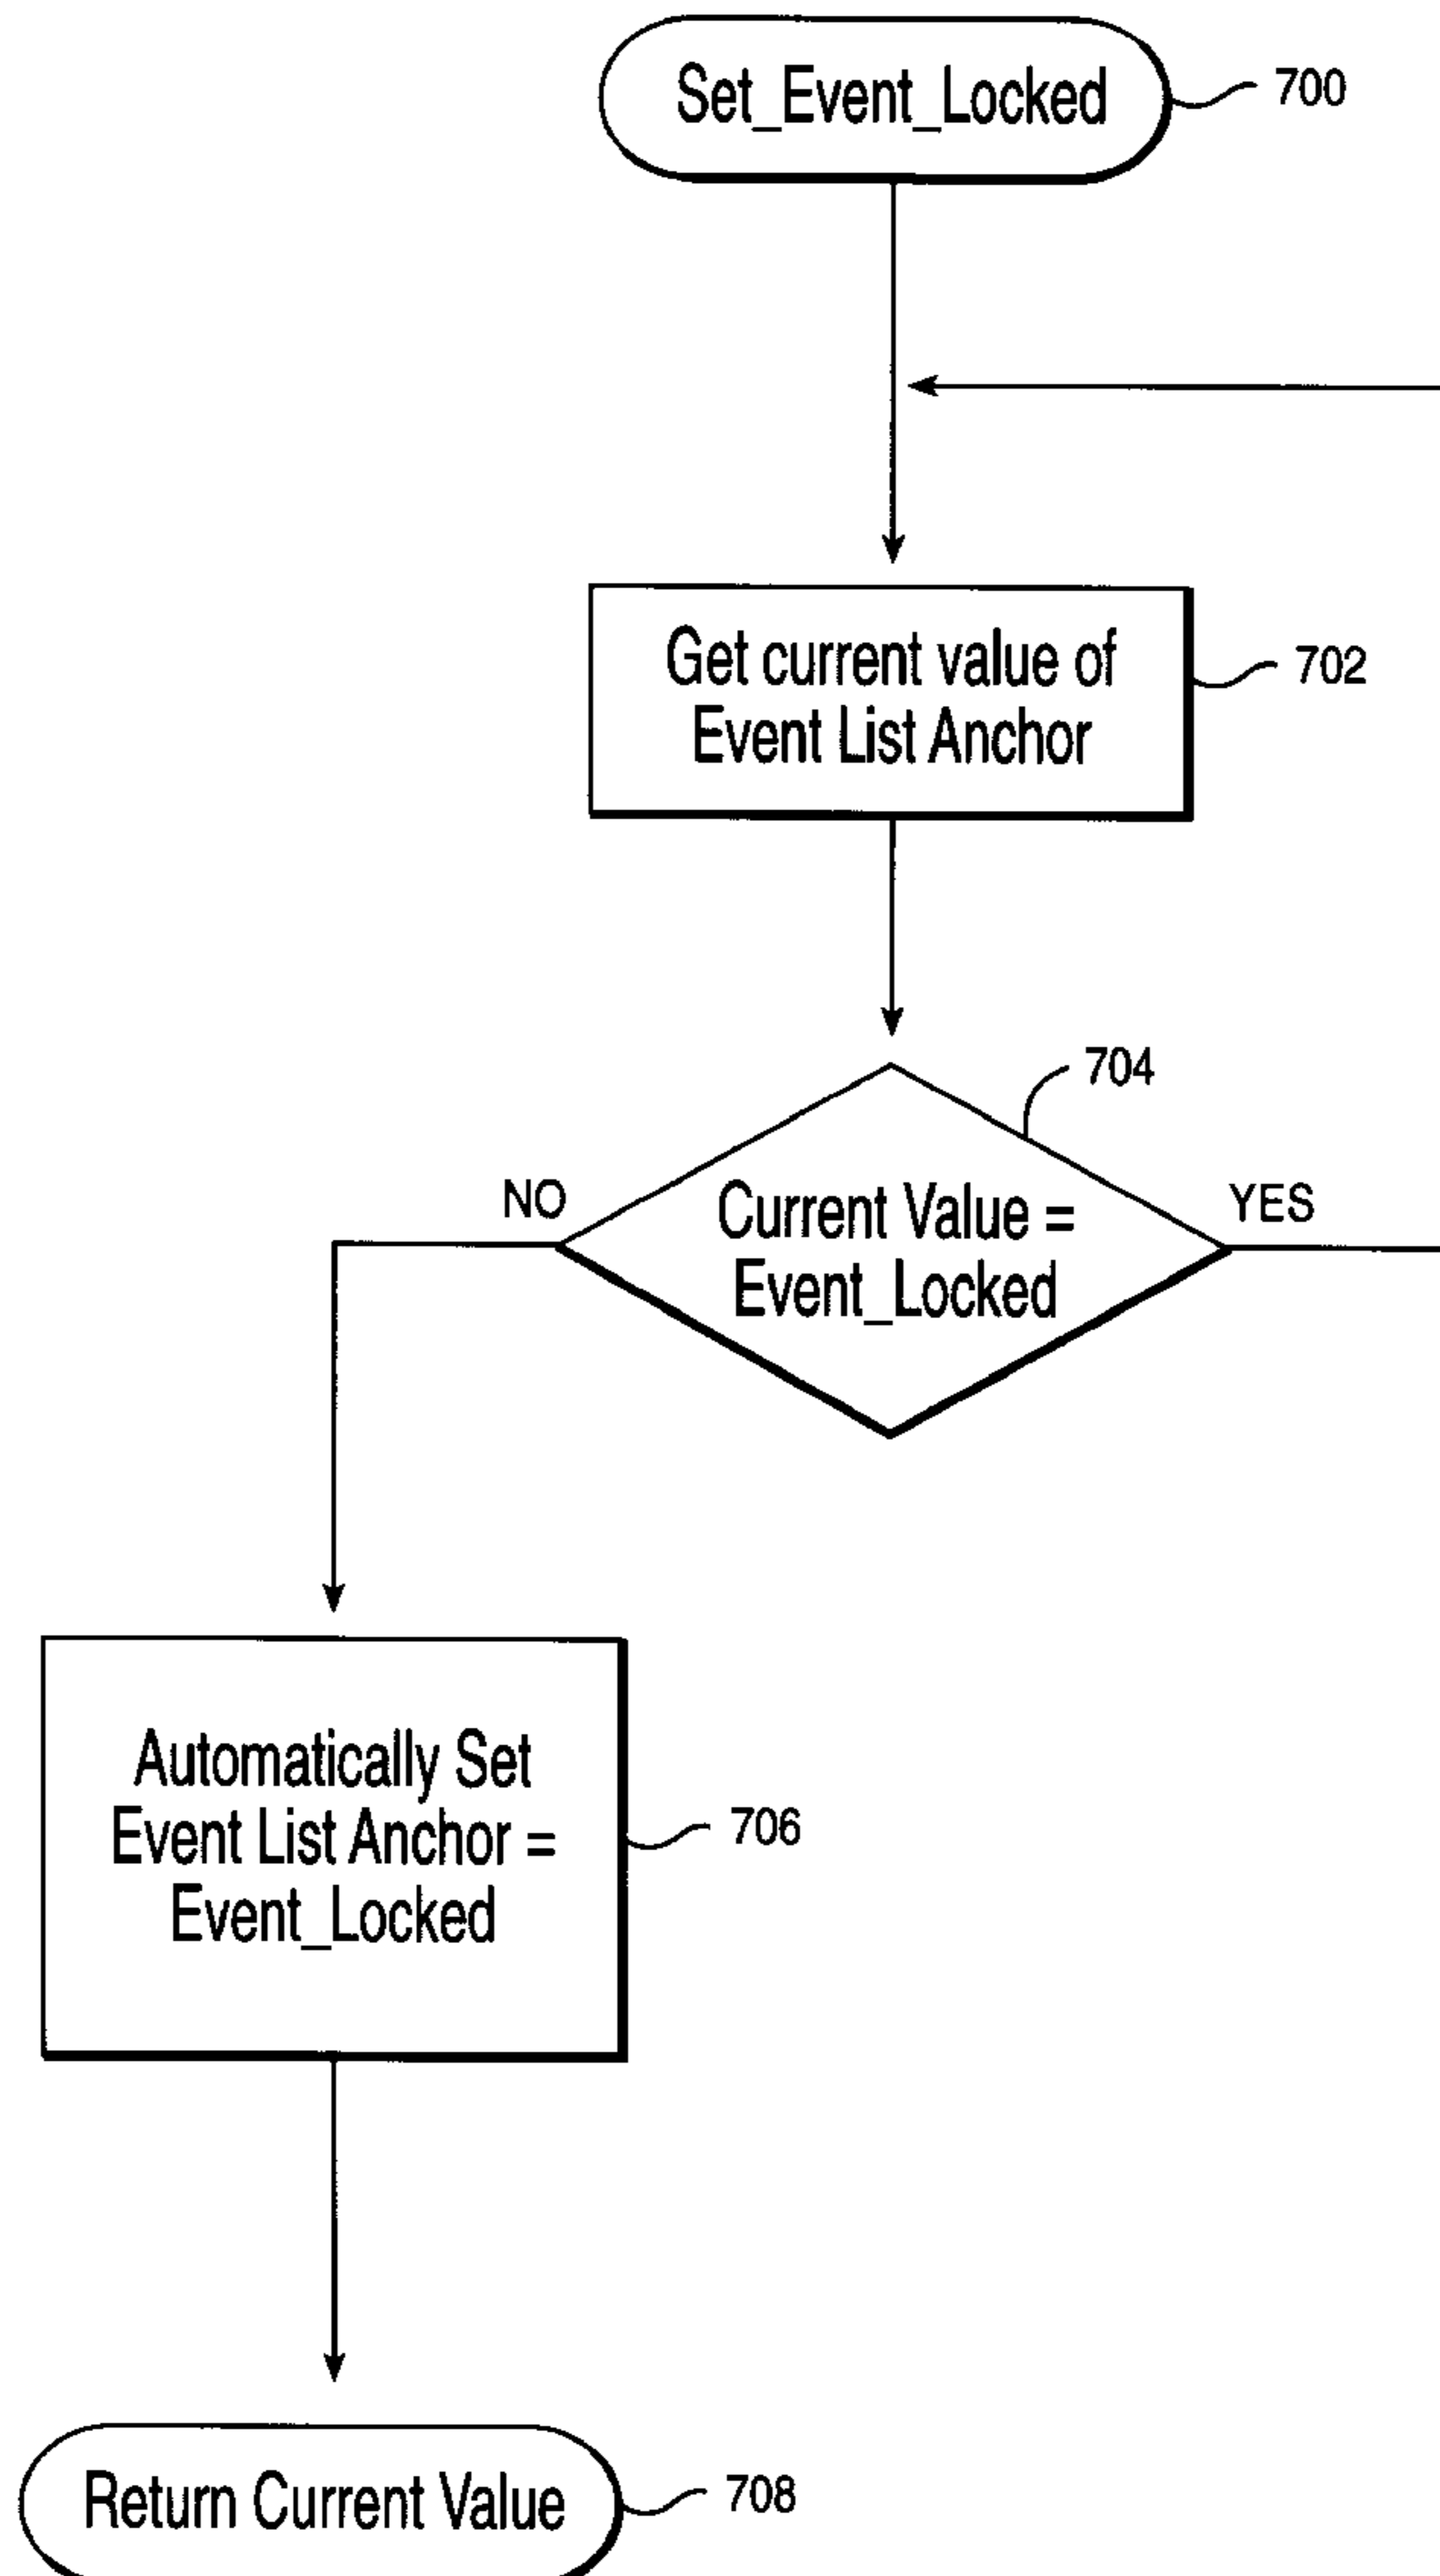 Set_Event_Locked
700
Get current value of
Event List Anchor
702
704
NO
YES
Current Value =
Event_Locked
Automatically Set
Event List Anchor =
Event_Locked
706
Return Current Value
708